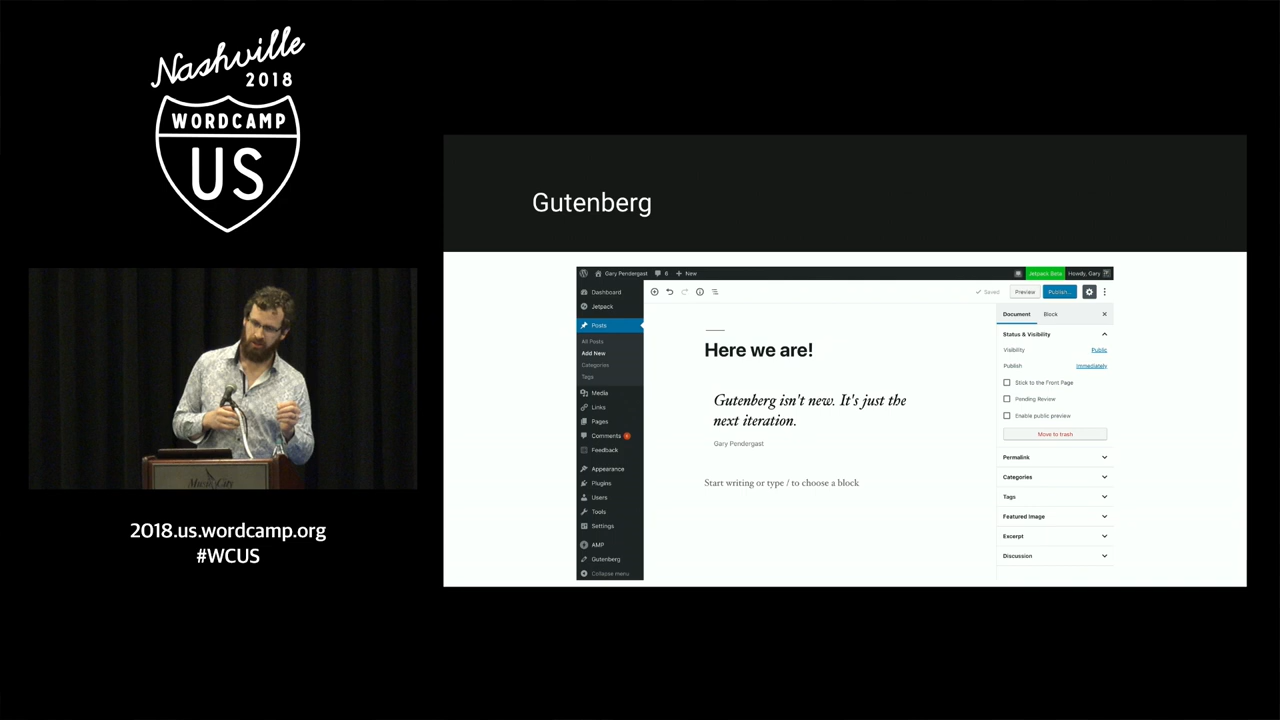 Nashville
2018
WORDCAMP
US
2018.us.wordcamp.org
#WCUS
Gutenberg
Gary Pendergast 6 New
Jetpack Beta Howdy, Gary
Dashboard
Jetpack
Posts
All Posts
Add New
Categories
Tags
Media
Links
Pages
Comments
Feedback
Appearance
Plugins
Users
Tools
Settings
AMP
Gutenberg
Collapse menu
Saved Preview Publish...
Here we are!
Gutenberg isn't new. It's just the
next iteration.
Gary Pendergast
Start writing or type / to choose a block
Document Block
Status & Visibility
Visibility Public
Publish Immediately
Stick to the Front Page
Pending Review
Enable public preview
Move to trash
Permalink
Categories
Tags
Featured Image
Excerpt
Discussion